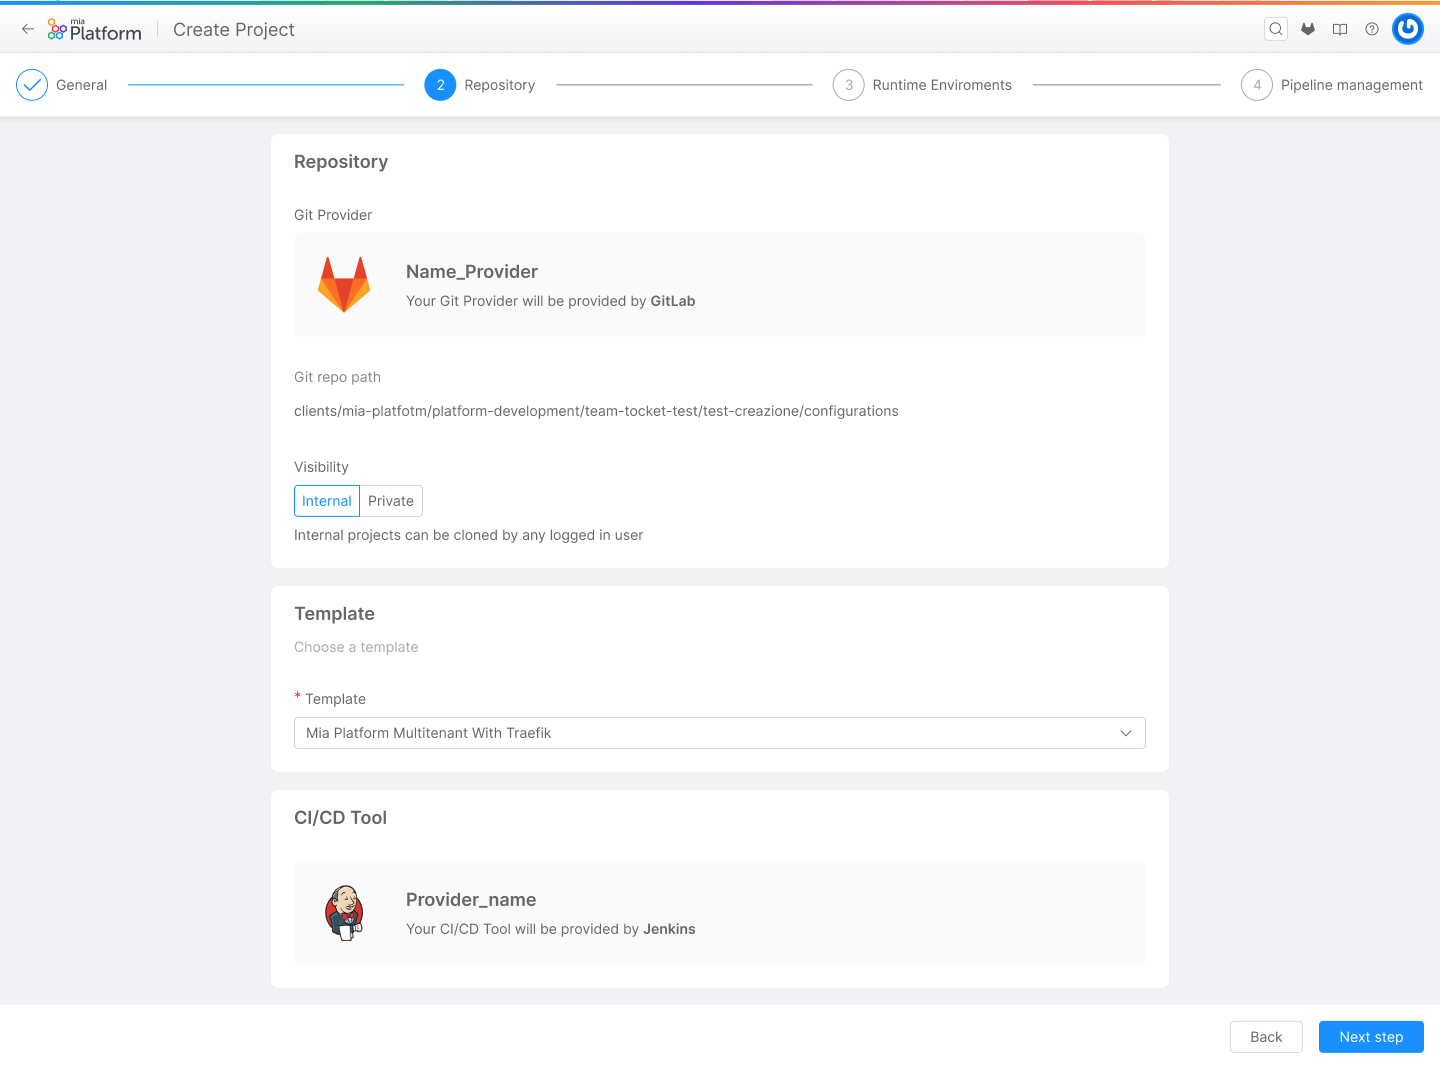 mia
Platform
Create Project
General
2
Repository
3
Runtime Enviroments
4
Pipeline management
Repository
Git Provider
Name_Provider
Your Git Provider will be provided by GitLab
Git repo path
clients/mia-platfotm/platform-development/team-tocket-test/test-creazione/configurations
Visibility
Internal
Private
Internal projects can be cloned by any logged in user
Template
Choose a template
* Template
Mia Platform Multitenant With Traefik
CI/CD Tool
Provider_name
Your CI/CD Tool will be provided by Jenkins
Back
Next step